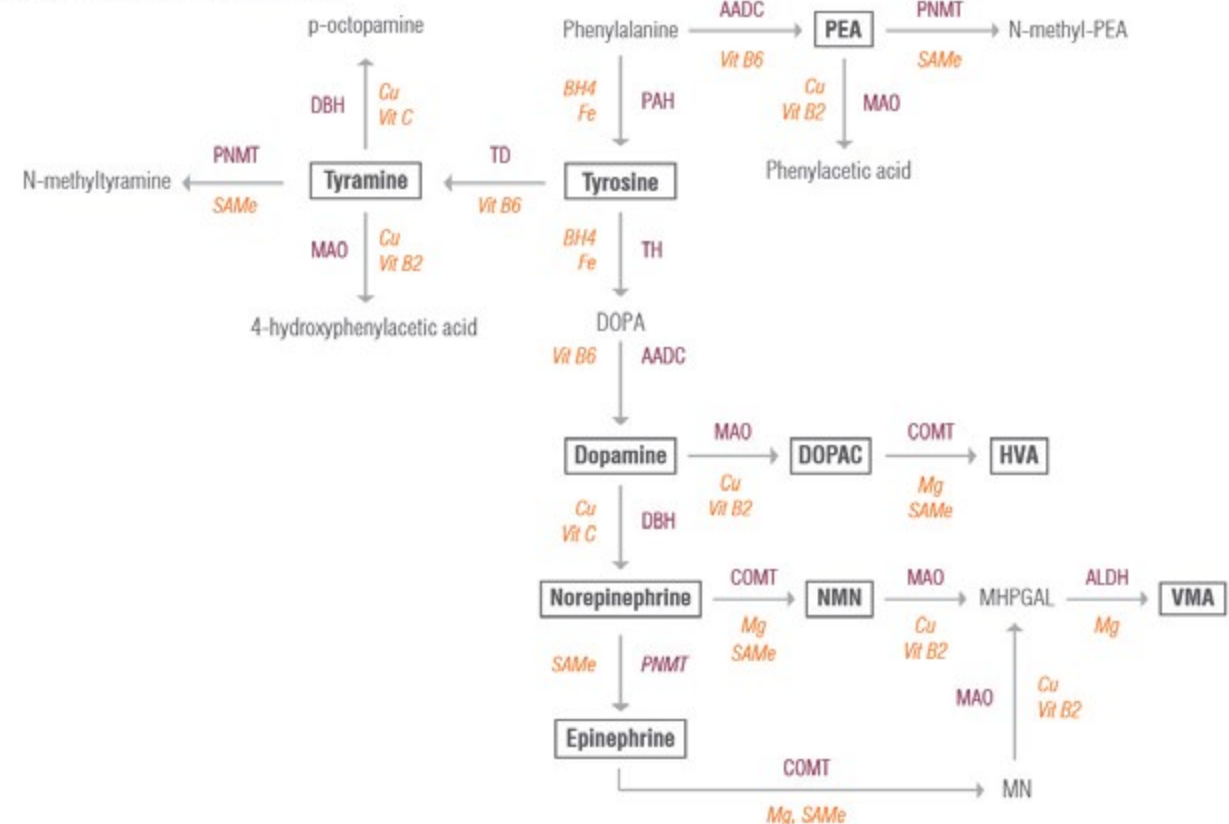 AADC
PNMT
p-octopamine
Phenylalanine
PEA
N-methyl-PEA
Vit B6
SAMe
DBH
Cu
Vit C
BH4
Fe
PAH
Cu
Vit B2
MAO
PNMT
TD
Phenylacetic acid
N-methyltyramine
Tyramine
Tyrosine
SAMe
Vit B6
MAO
Cu
Vit B2
BH4
Fe
TH
4-hydroxyphenylacetic acid
DOPA
Vit B6
AADC
MAO
COMT
Dopamine
DOPAC
HVA
Cu
Vit B2
Mg
SAMe
Cu
Vit C
DBH
COMT
MAO
ALDH
Norepinephrine
NMN
MHPGAL
VMA
Mg
SAMe
Cu
Vit B2
Mg
SAMe
PNMT
MAO
Cu
Vit B2
Epinephrine
COMT
MN
Mg, SAMe